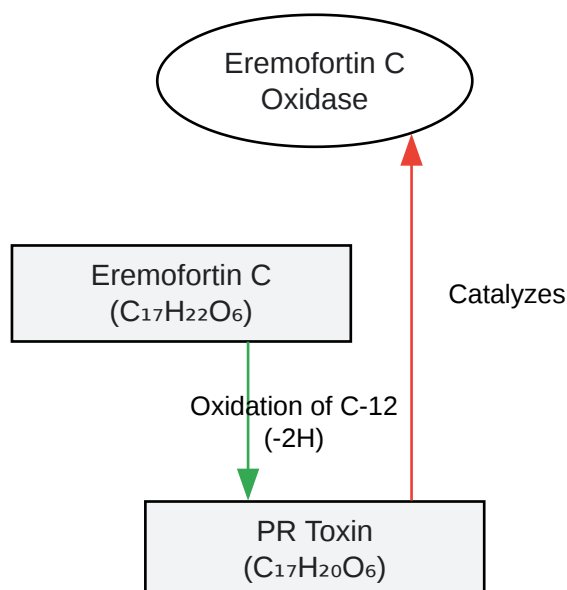 Eremofortin C
Oxidase
Eremofortin C
(C₁₇H₂₂O₆)
Catalyzes
Oxidation of C-12
(-2H)
PR Toxin
(C₁₇H₂₀O₆)